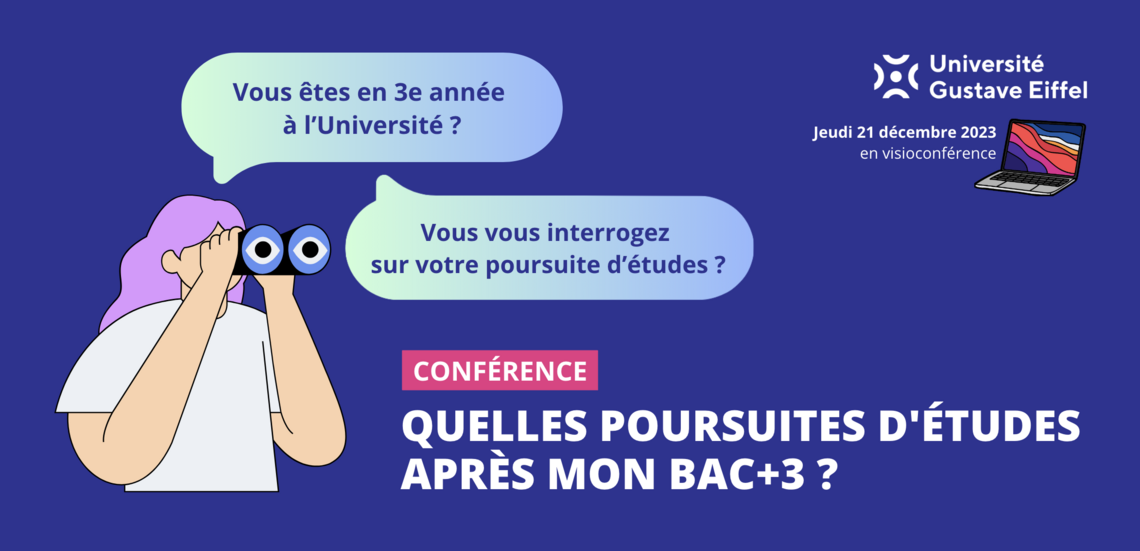 Vous êtes en 3e année
à l’Université ?
Université
Gustave Eiffel
Jeudi 21 décembre 2023
en visioconférence
Vous vous interrogez
sur votre poursuite d’études ?
CONFÉRENCE
QUELLES POURSUITES D'ÉTUDES
APRÈS MON BAC+3 ?